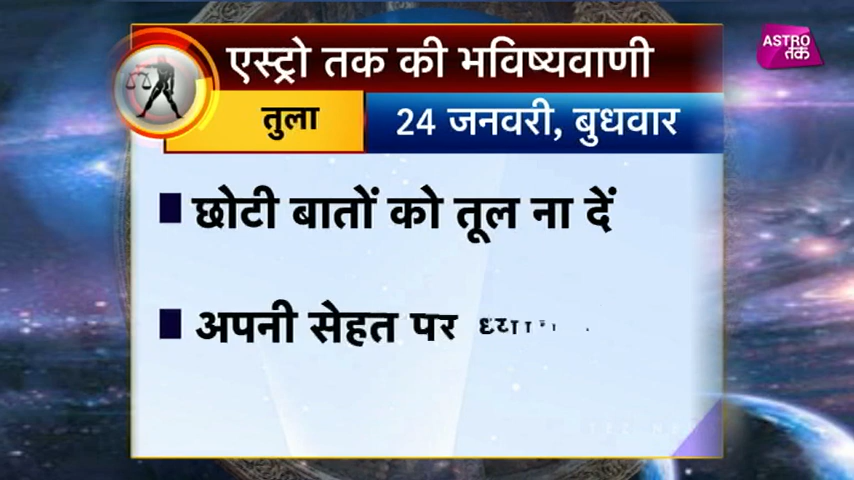 ASTRO
तक
एस्ट्रो तक की भविष्यवाणी
तुला
24 जनवरी, बुधवार
छोटी बातों को तूल ना दें
अपनी सेहत पर